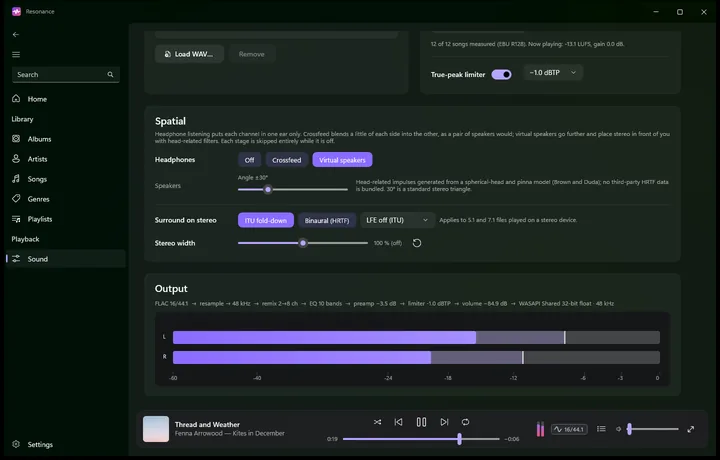 Resonance
Search
Home
Library
Albums
Artists
Songs
Genres
Playlists
Playback
Sound
Settings
Load WAV...
Remove
12 of 12 songs measured (EBU R128). Now playing: -13.1 LUFS, gain 0.0 dB.
True-peak limiter
−1.0 dBTP
Spatial
Headphone listening puts each channel in one ear only. Crossfeed blends a little of each side into the other, as a pair of speakers would; virtual speakers go further and place stereo in front of you
with head-related filters. Each stage is skipped entirely while it is off.
Headphones
Off
Crossfeed
Virtual speakers
Speakers
Angle ±30°
Head-related impulses generated from a spherical-head and pinna model (Brown and Duda); no third-party HRTF data
is bundled. 30° is a standard stereo triangle.
Surround on stereo
ITU fold-down
Binaural (HRTF)
LFE off (ITU)
Applies to 5.1 and 7.1 files played on a stereo device.
Stereo width
100 % (off)
Output
FLAC 16/44.1 → resample → 48 kHz → remix 2→8 ch → EQ 10 bands → preamp −3.5 dB → limiter -1.0 dBTP → volume −84.9 dB → WASAPI Shared 32-bit float · 48 kHz
L
R
-60
-40
-24
-18
-12
-6
-3
0
Thread and Weather
Fenna Arrowood — Kites in December
0:19
−0:06
16/44.1